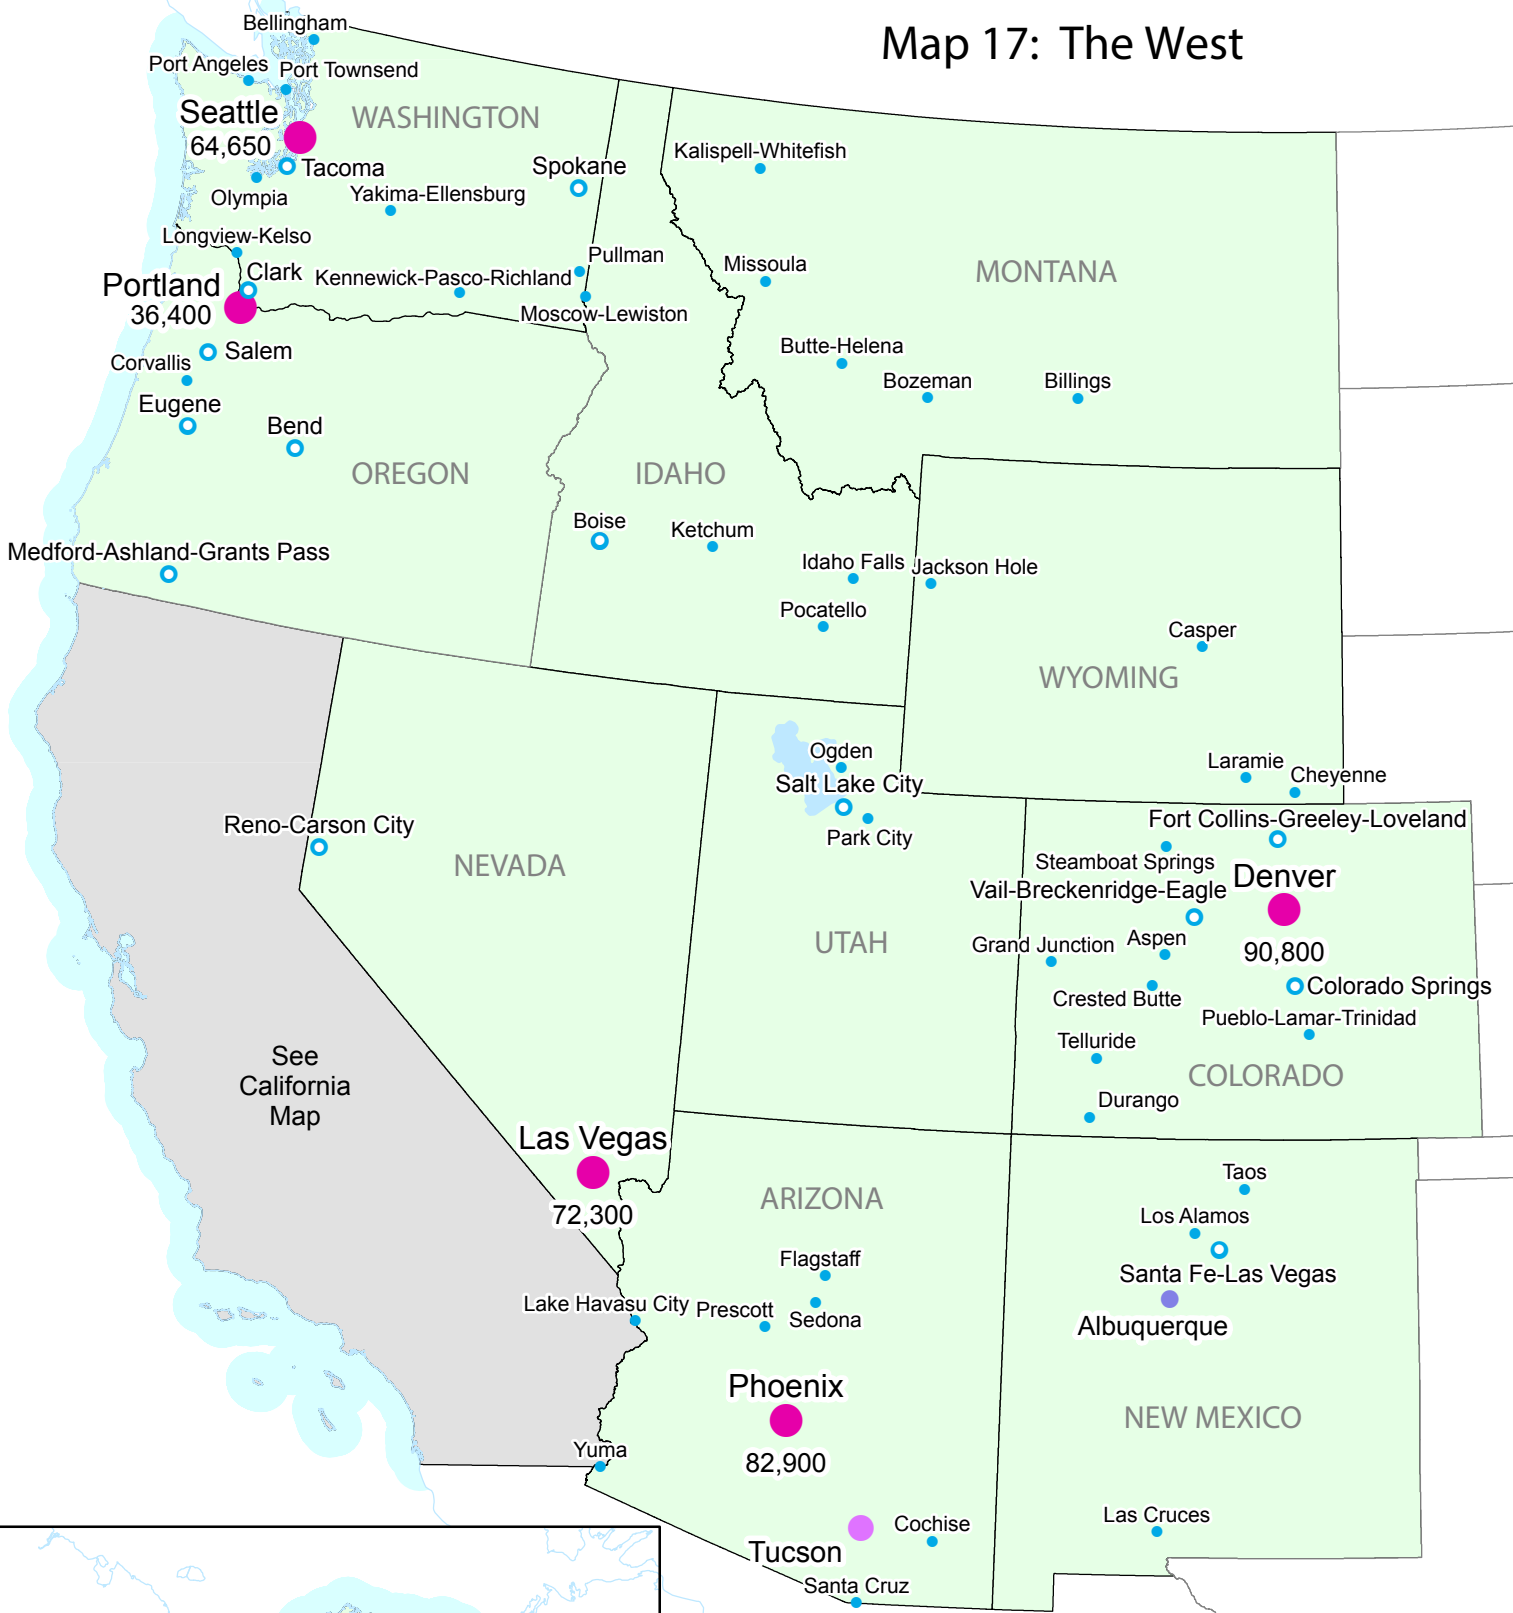 Map 17:  The West
Bellingham
Port Angeles
Port Townsend
Seattle
64,650
WASHINGTON
Tacoma
Olympia
Yakima-Ellensburg
Spokane
Kalispell-Whitefish
Longview-Kelso
Clark
Kennewick-Pasco-Richland
Pullman
Moscow-Lewiston
Missoula
MONTANA
Portland
36,400
Salem
Corvallis
Eugene
Bend
Butte-Helena
Bozeman
Billings
OREGON
IDAHO
Boise
Ketchum
Medford-Ashland-Grants Pass
Idaho Falls
Jackson Hole
Pocatello
Casper
WYOMING
Ogden
Salt Lake City
Park City
Laramie
Cheyenne
Reno-Carson City
NEVADA
Fort Collins-Greeley-Loveland
Steamboat Springs
Denver
90,800
Vail-Breckenridge-Eagle
UTAH
Grand Junction
Aspen
Crested Butte
Colorado Springs
Pueblo-Lamar-Trinidad
Telluride
COLORADO
Durango
See
California
Map
Las Vegas
72,300
ARIZONA
Taos
Los Alamos
Santa Fe-Las Vegas
Albuquerque
Flagstaff
Lake Havasu City
Prescott
Sedona
Phoenix
82,900
NEW MEXICO
Yuma
Tucson
Cochise
Las Cruces
Santa Cruz